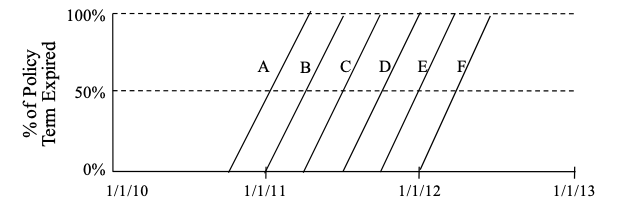 100%
A B C D E F
50%
0%
% of Policy
Term Expired
1/1/10 1/1/11 1/1/12 1/1/13